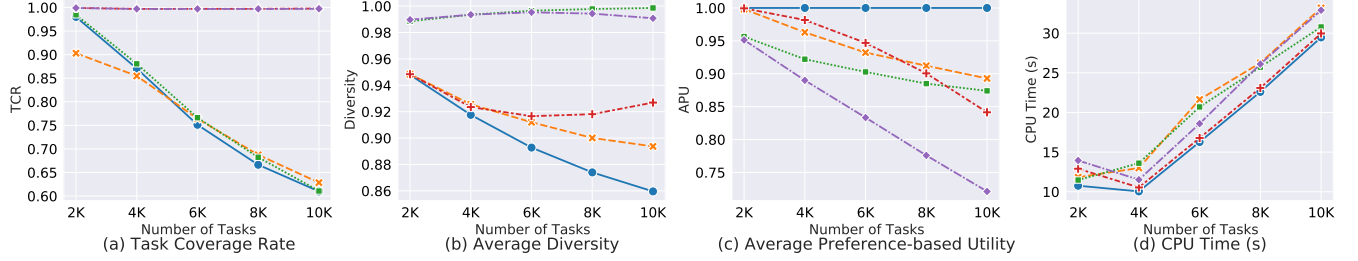 TCR
1.00
0.95
0.90
0.85
0.80
0.75
0.70
0.65
0.60
2K 4K 6K 8K 10K
Number of Tasks
(a) Task Coverage Rate
Diversity
1.00
0.98
0.96
0.94
0.92
0.90
0.88
0.86
2K 4K 6K 8K 10K
Number of Tasks
(b) Average Diversity
APU
1.00
0.95
0.90
0.85
0.80
0.75
2K 4K 6K 8K 10K
Number of Tasks
(c) Average Preference-based Utility
CPU Time (s)
30
25
20
15
10
2K 4K 6K 8K 10K
Number of Tasks
(d) CPU Time (s)